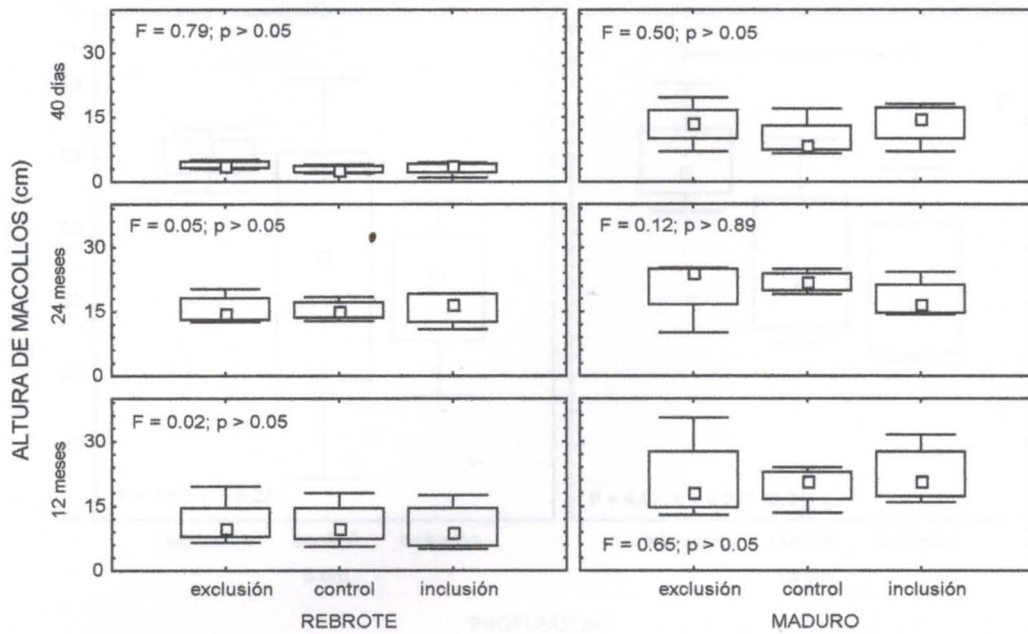 ALTURA DE MACOLLOS (cm)
40 días
30
15
0
F = 0.79; p > 0.05
F = 0.50; p > 0.05
24 meses
30
15
0
F = 0.05; p > 0.05
F = 0.12; p > 0.89
12 meses
30
15
0
F = 0.02; p > 0.05
F = 0.65; p > 0.05
exclusión control inclusión
exclusión control inclusión
REBROTE
MADURO